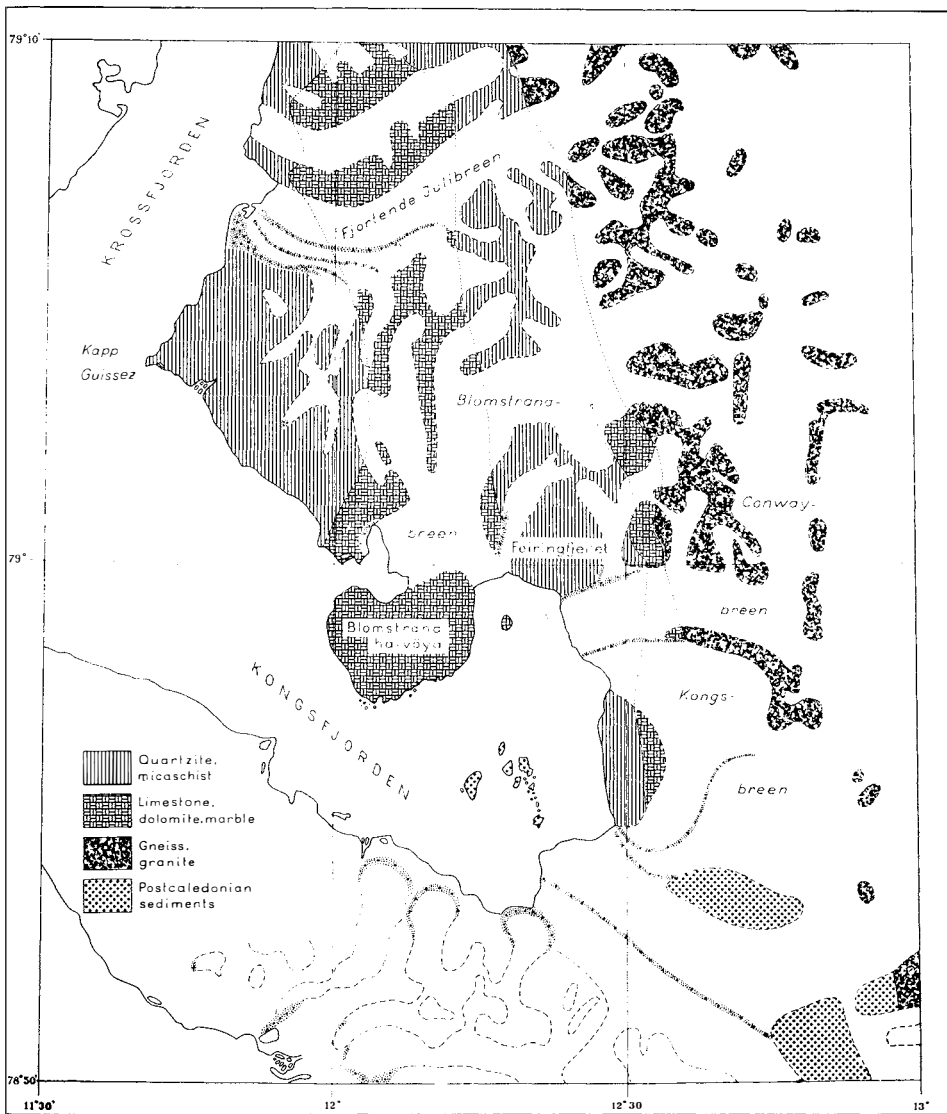 79° 10'
KROSSFJORDEN
Fjortende Julibreen
Kapp
Guissez
Blomstrand-
Conway-
breen
Feiringfjellet
79°
breen
Blomstrand
halvøya
Kongs-
KONGSFJORDEN
breen
Quartzite,
micaschist
Limestone,
dolomite, marble
Gneiss,
granite
Postcaledonian
sediments
78° 50'
11° 30'
12°
12° 30
13°